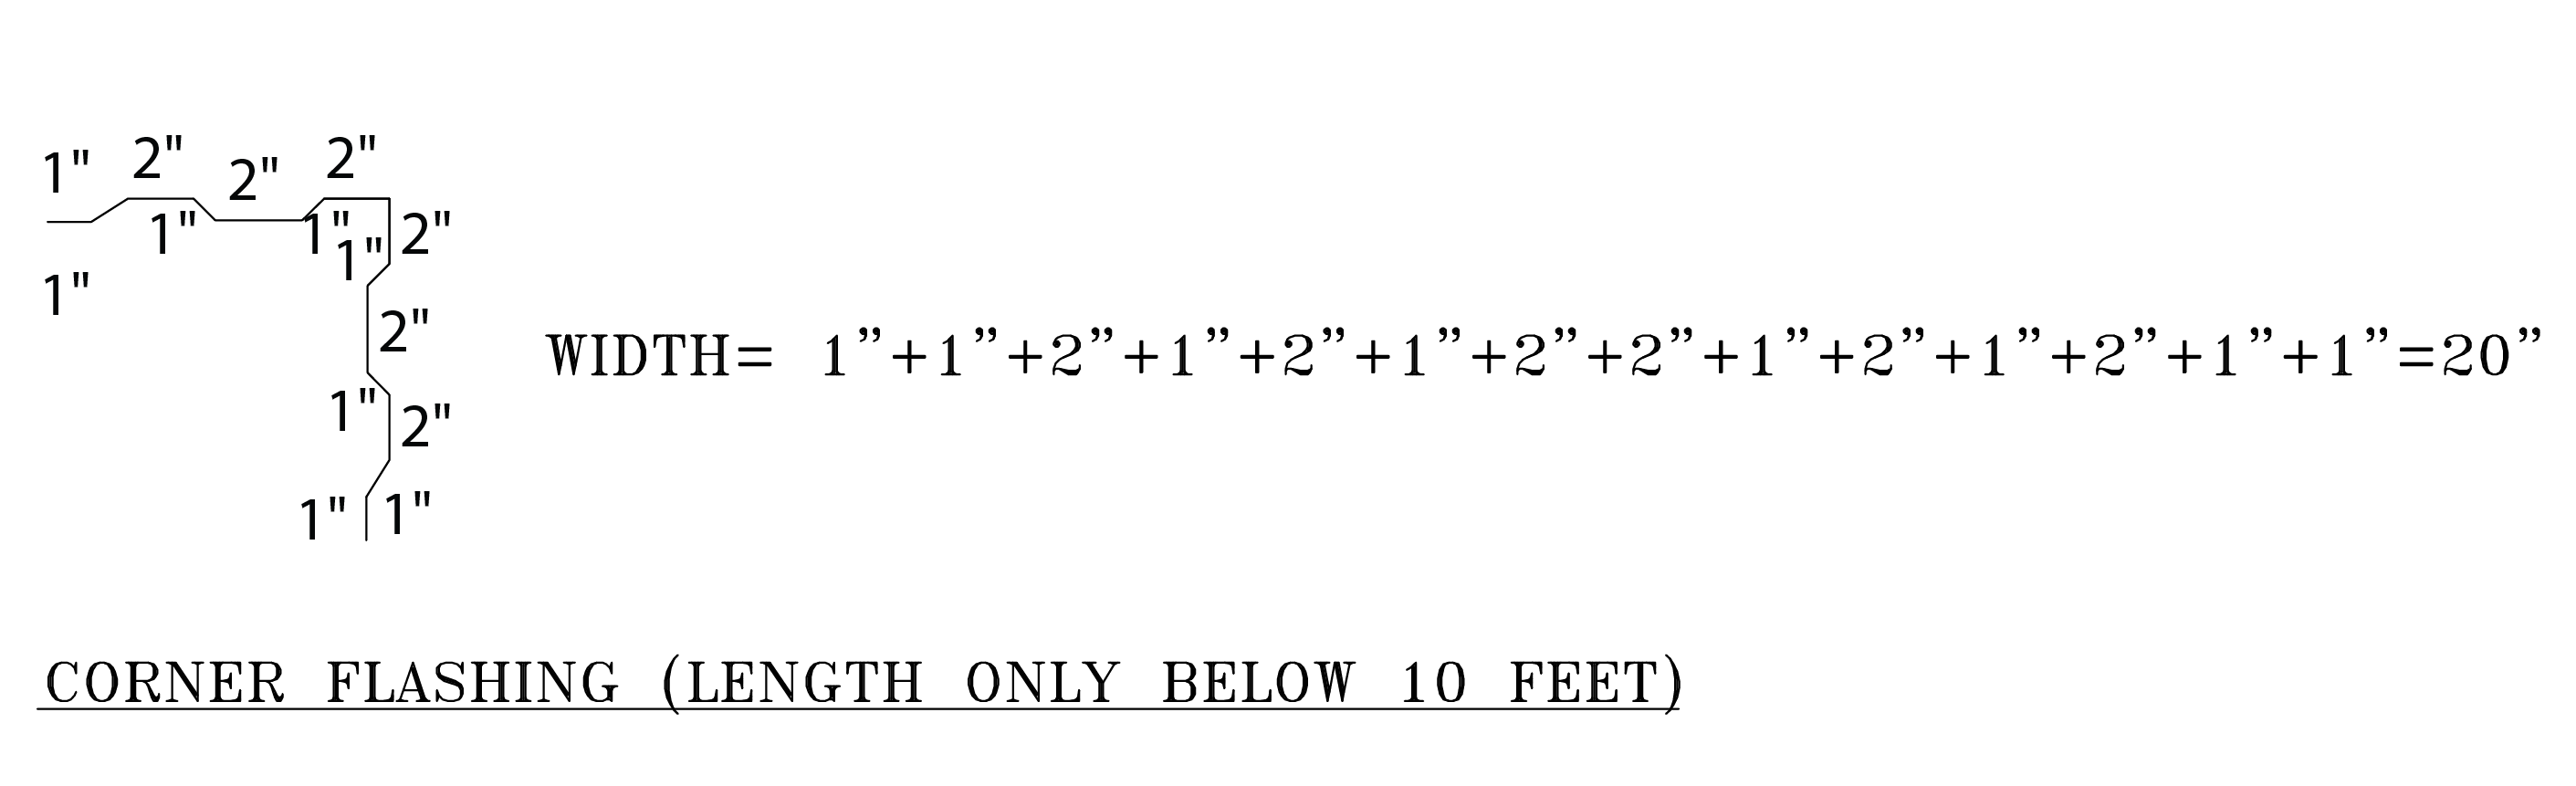 1" 2" 2" 2"
1" 1" 2"
1"
1"
2"
1" 2"
1" 1"
WIDTH= 1”+1”+2”+1”+2”+1”+2”+2”+1”+2”+1”+2”+1”+1”=20”
CORNER FLASHING (LENGTH ONLY BELOW 10 FEET)